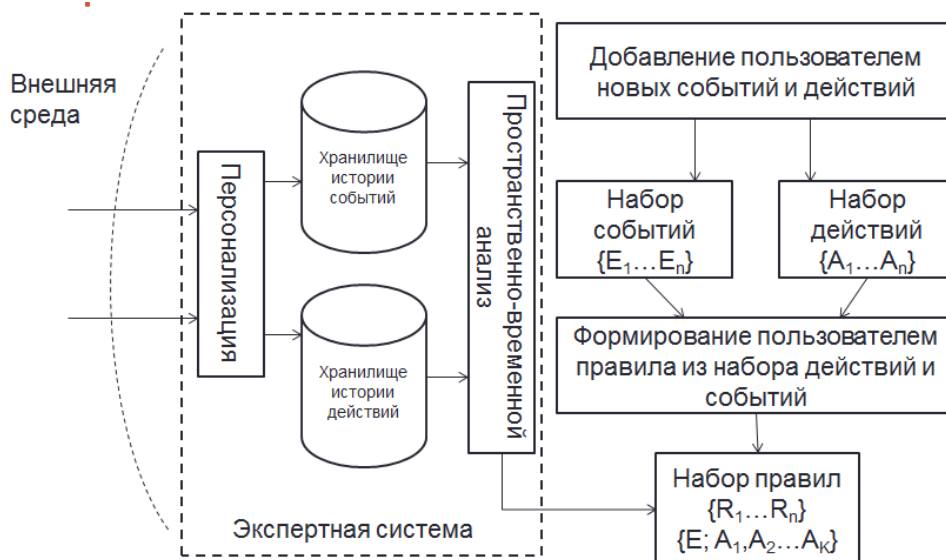 Внешняя
среда
Персонализация
Хранилище
истории
событий
Хранилище
истории
действий
Пространственно-временной
анализ
Экспертная система
Добавление пользователем
новых событий и действий
Набор
событий
{E₁…Eₙ}
Набор
действий
{A₁…Aₙ}
Формирование пользователем
правила из набора действий и
событий
Набор правил
{R₁…Rₙ}
{E; A₁,A₂…Aₖ}